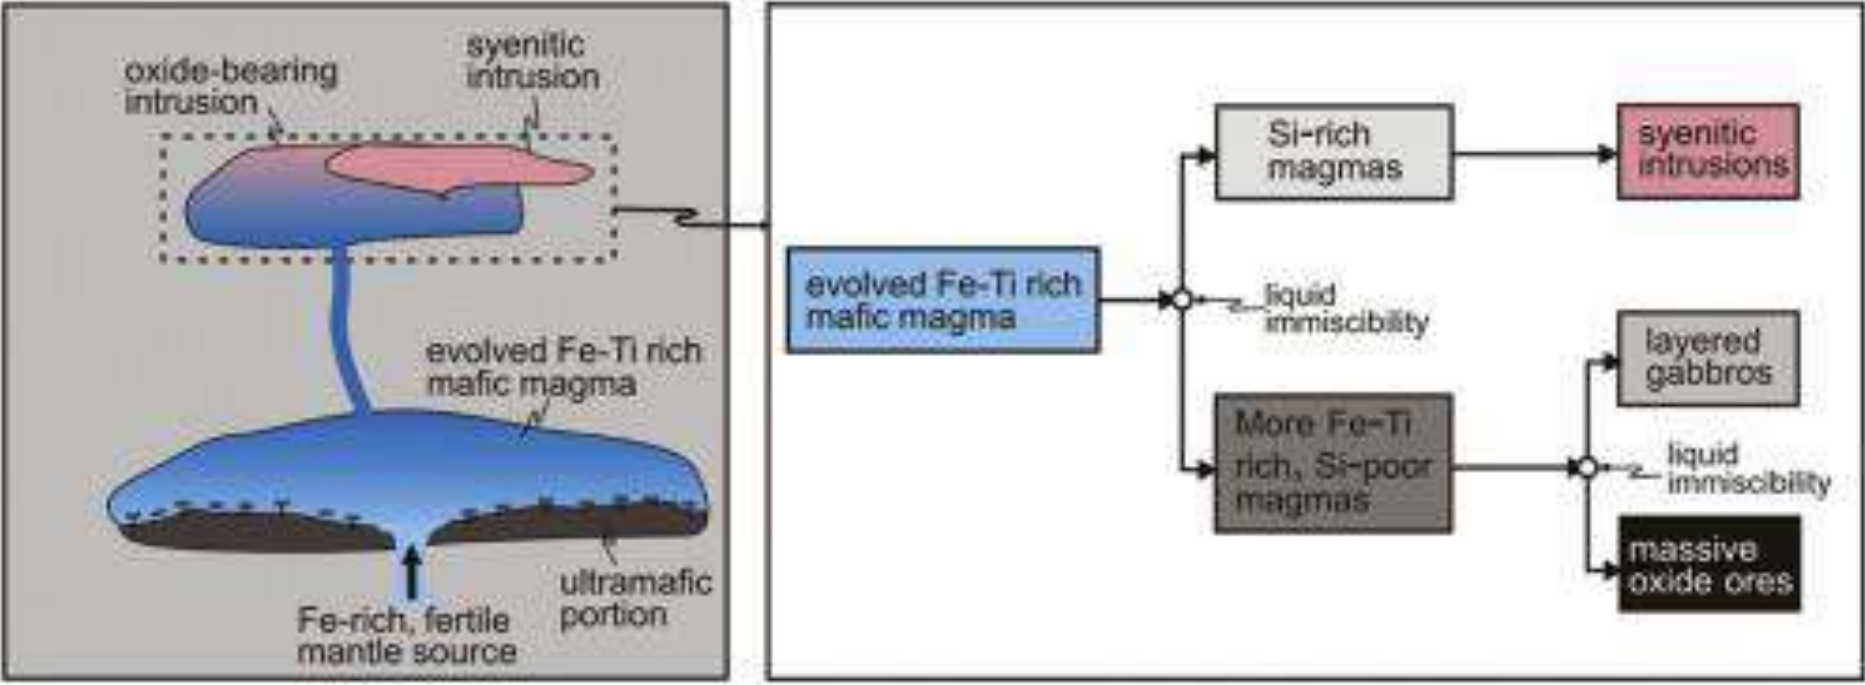 oxide-bearing
intrusion
syenitic
intrusion
evolved Fe-Ti rich
mafic magma
ultramafic
portion
Fe-rich, fertile
mantle source
evolved Fe-Ti rich
mafic magma
liquid
immiscibility
Si-rich
magmas
syenitic
intrusions
More Fe-Ti
rich, Si-poor
magmas
layered
gabbros
liquid
immiscibility
massive
oxide ores